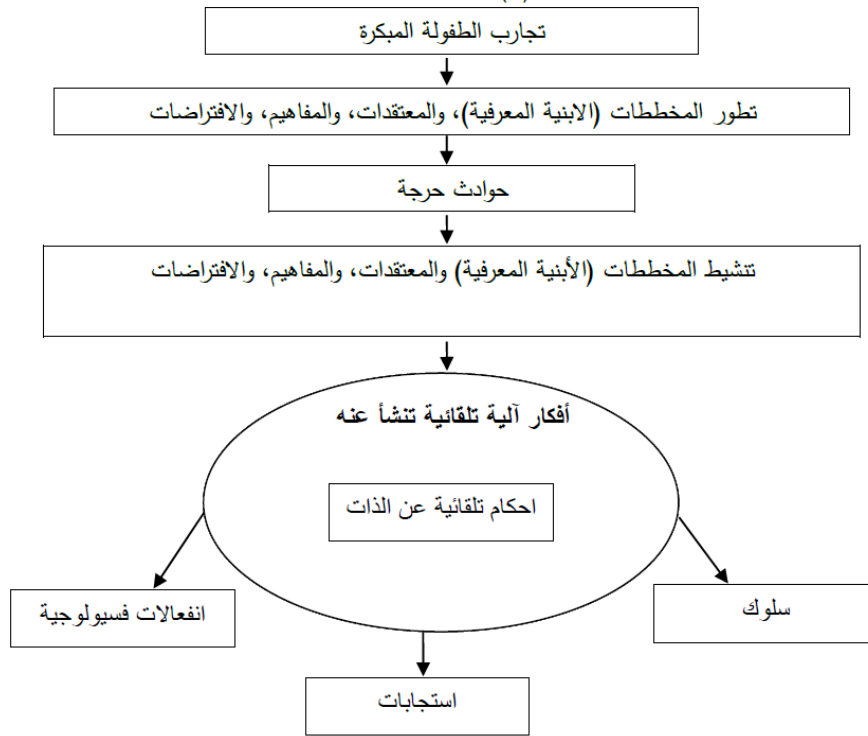 تجارب الطفولة المبكرة
تطور المخططات (الابنية المعرفية)، والمعتقدات، والمفاهيم، والافتراضات
حوادث حرجة
تنشيط المخططات (الأبنية المعرفية) والمعتقدات، والمفاهيم، والافتراضات
أفكار آلية تلقائية تنشأ عنه
احكام تلقائية عن الذات
سلوك
انفعالات فسيولوجية
استجابات